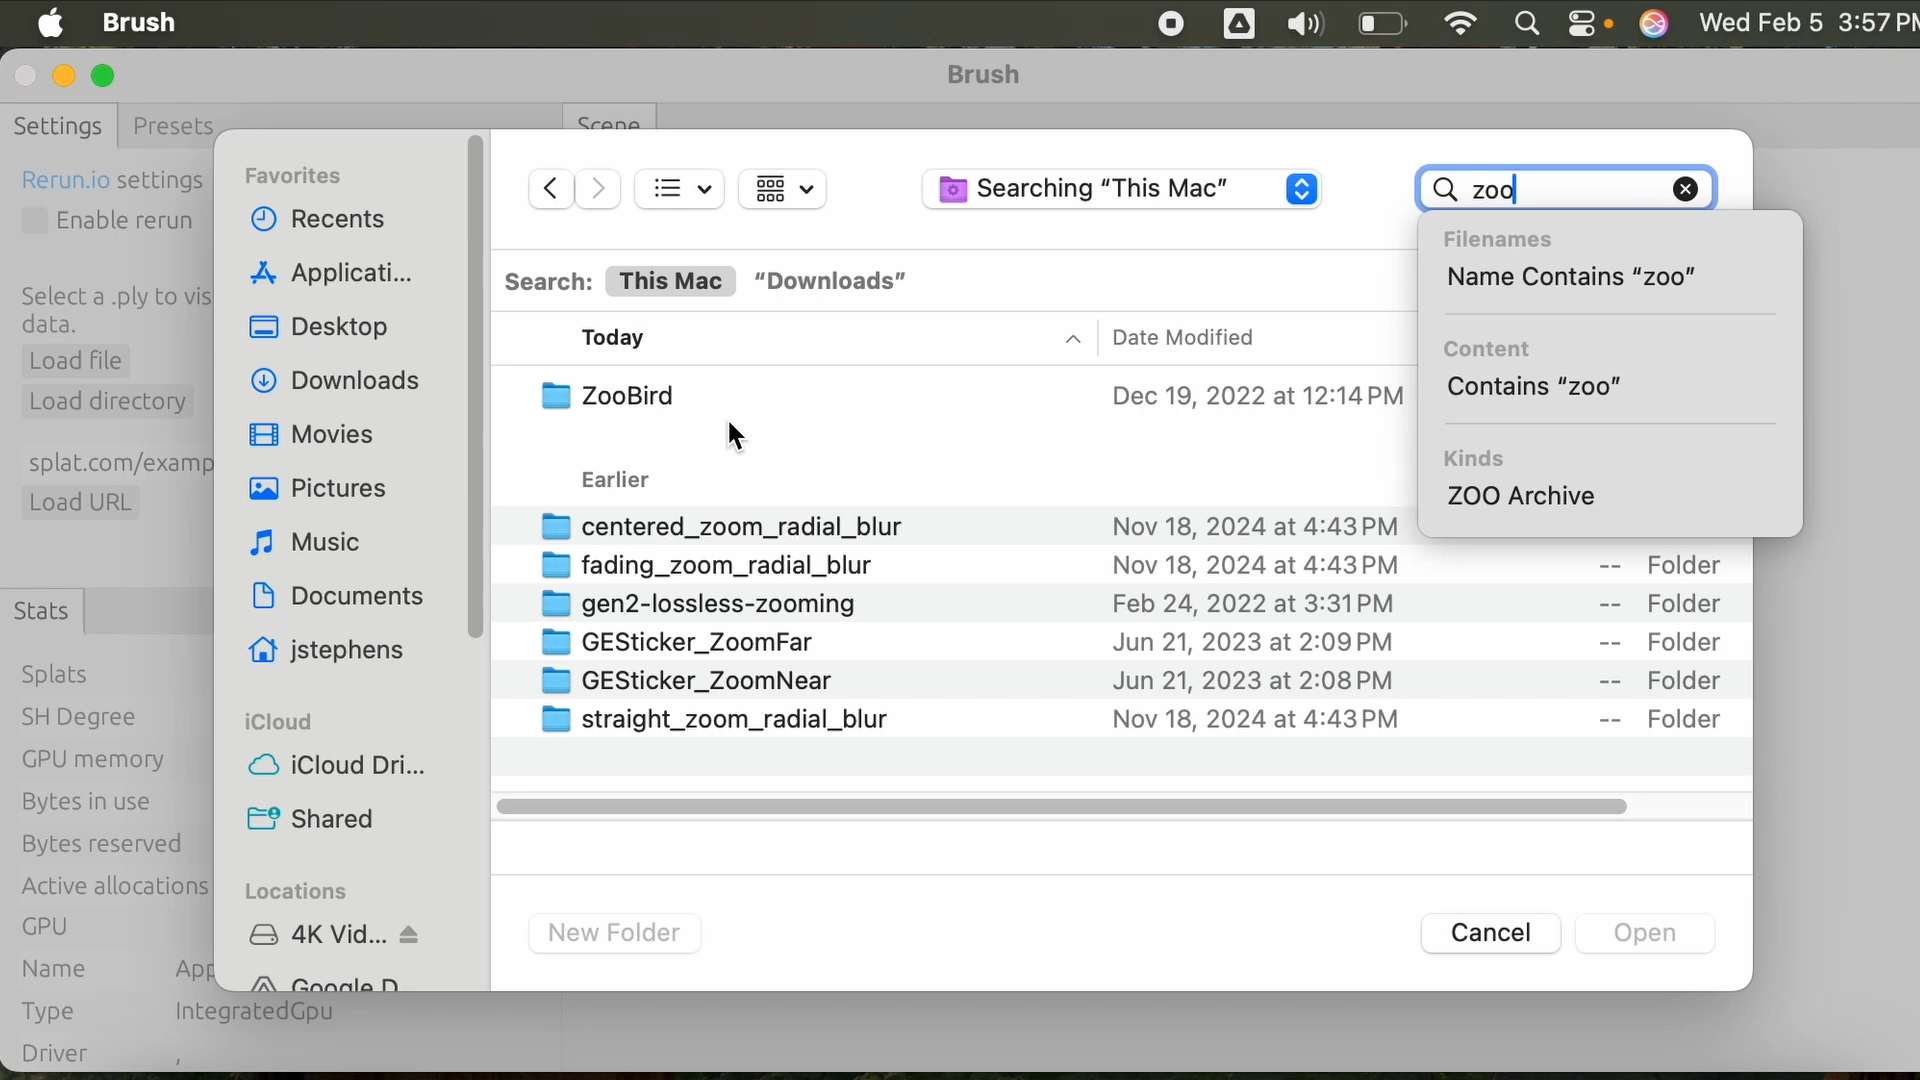 Brush
Wed Feb 5 3:57 PM
Brush
Settings Presets
Scene
Rerun.io settings
Enable rerun
Select a .ply to vis
data.
Load file
Load directory
splat.com/examp
Load URL
Stats
Splats
SH Degree
GPU memory
Bytes in use
Bytes reserved
Active allocations
GPU
Name App
Type IntegratedGpu
Driver ,
Favorites
Recents
Applicati...
Desktop
Downloads
Movies
Pictures
Music
Documents
jstephens
iCloud
iCloud Dri...
Shared
Locations
4K Vid...
Google D
Searching “This Mac”
zoo
Search: This Mac “Downloads”
Today Date Modified
ZooBird Dec 19, 2022 at 12:14 PM
Earlier
centered_zoom_radial_blur Nov 18, 2024 at 4:43 PM
fading_zoom_radial_blur Nov 18, 2024 at 4:43 PM -- Folder
gen2-lossless-zooming Feb 24, 2022 at 3:31 PM -- Folder
GESticker_ZoomFar Jun 21, 2023 at 2:09 PM -- Folder
GESticker_ZoomNear Jun 21, 2023 at 2:08 PM -- Folder
straight_zoom_radial_blur Nov 18, 2024 at 4:43 PM -- Folder
Filenames
Name Contains “zoo”
Content
Contains “zoo”
Kinds
ZOO Archive
New Folder Cancel Open